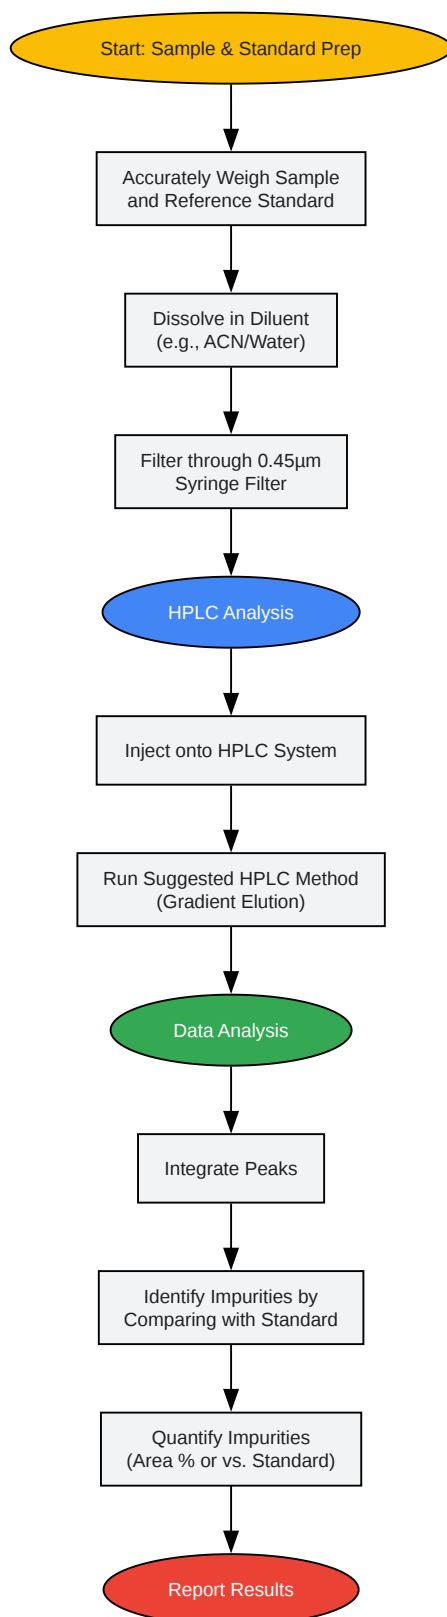 Start: Sample & Standard Prep
Accurately Weigh Sample
and Reference Standard
Dissolve in Diluent
(e.g., ACN/Water)
Filter through 0.45µm
Syringe Filter
HPLC Analysis
Inject onto HPLC System
Run Suggested HPLC Method
(Gradient Elution)
Data Analysis
Integrate Peaks
Identify Impurities by
Comparing with Standard
Quantify Impurities
(Area % or vs. Standard)
Report Results